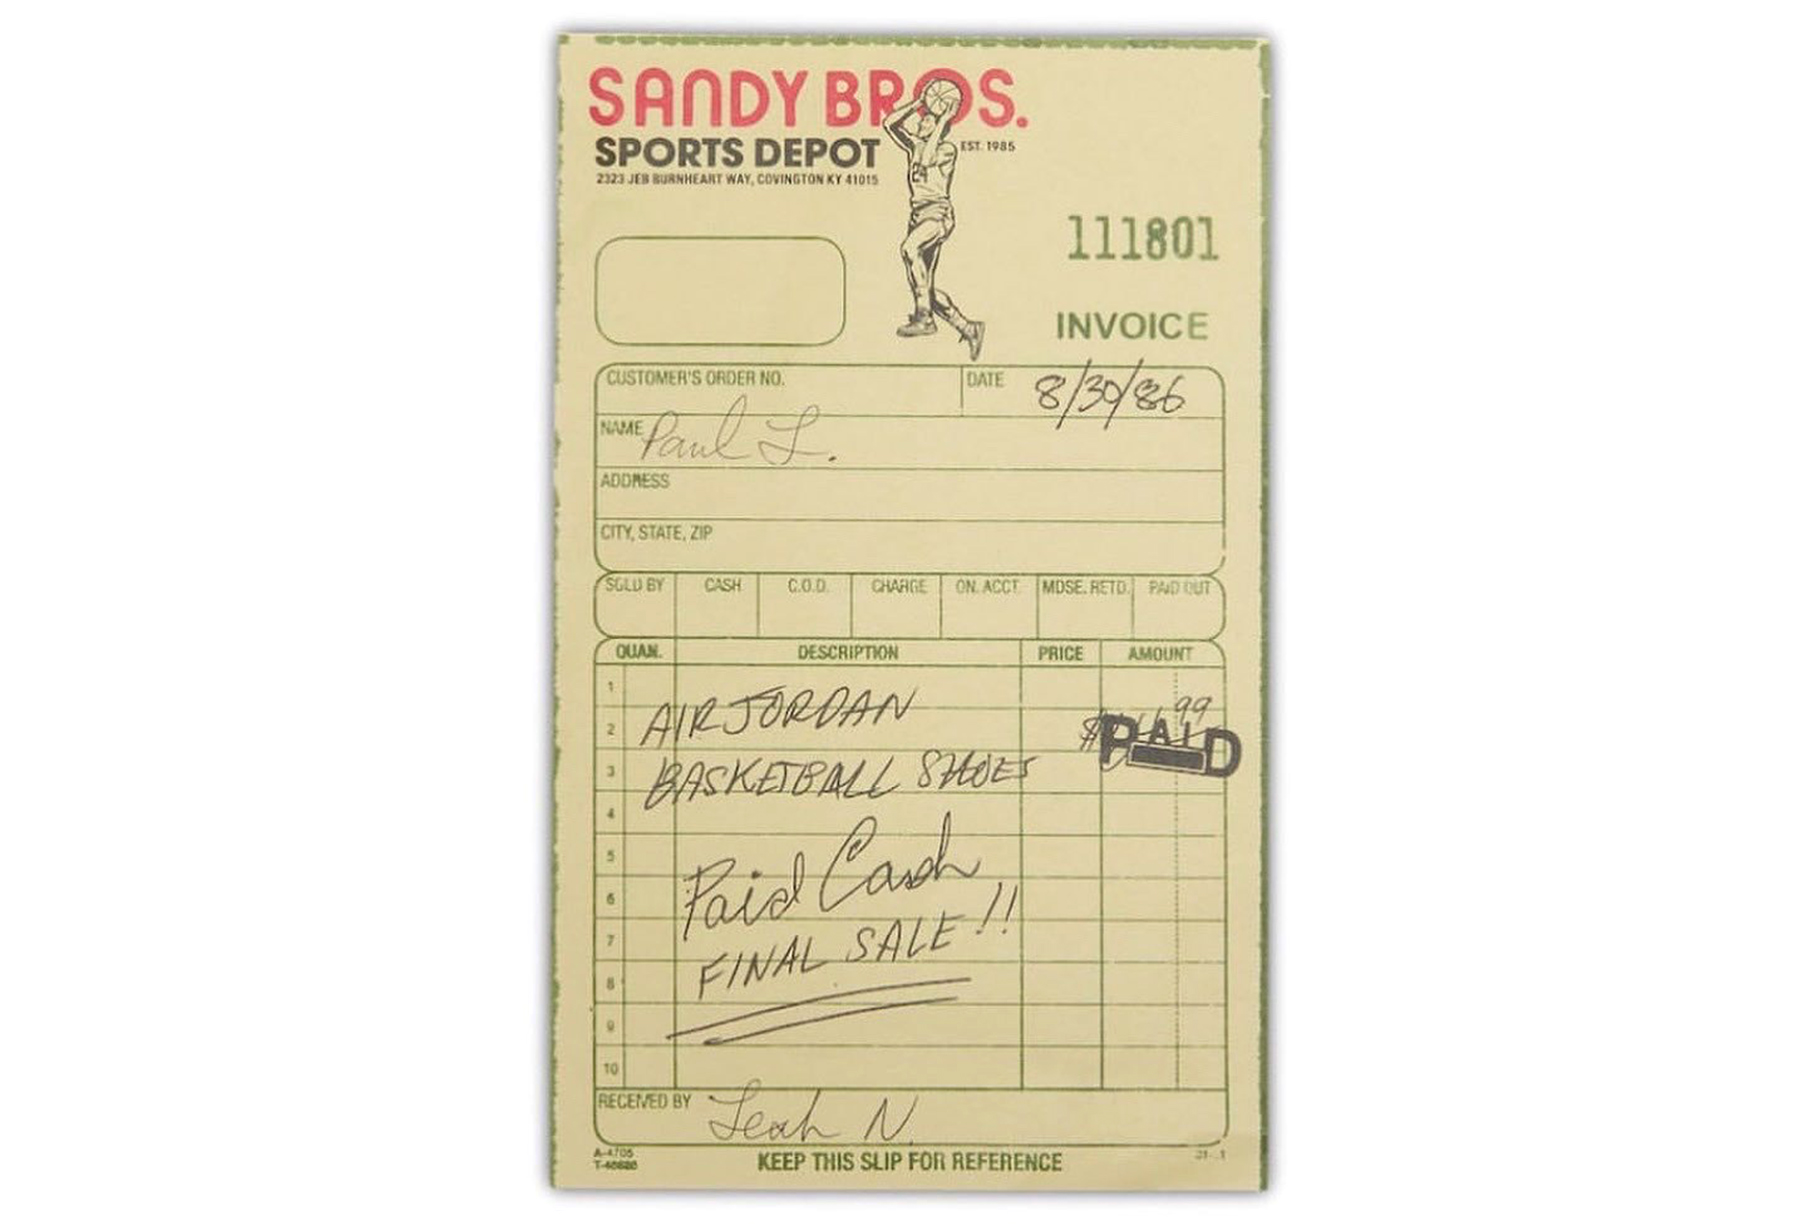 SANDY BROS.
SPORTS DEPOT
EST. 1985
2323 JEB BURNHEART WAY, COVINGTON KY 41015
24
111801
INVOICE
CUSTOMER'S ORDER NO.
DATE 8/30/86
NAME Paul L.
ADDRESS
CITY, STATE, ZIP
SOLD BY CASH C.O.D. CHARGE ON. ACCT. MDSE. RETD. PAID OUT
QUAN. DESCRIPTION PRICE AMOUNT
1
2 AIR JORDAN $ 99
PAID
3 BASKETBALL SHOES
4
5
6 Paid Cash
7 FINAL SALE!!
8
9
10
RECEIVED BY Leah N.
A-4705
KEEP THIS SLIP FOR REFERENCE